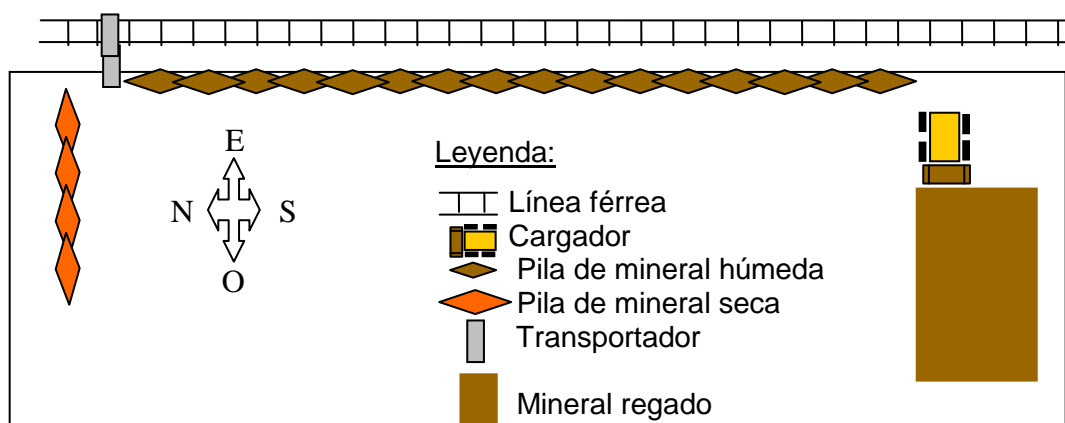 E
N S
O
Leyenda:
Línea férrea
Cargador
Pila de mineral húmeda
Pila de mineral seca
Transportador
Mineral regado